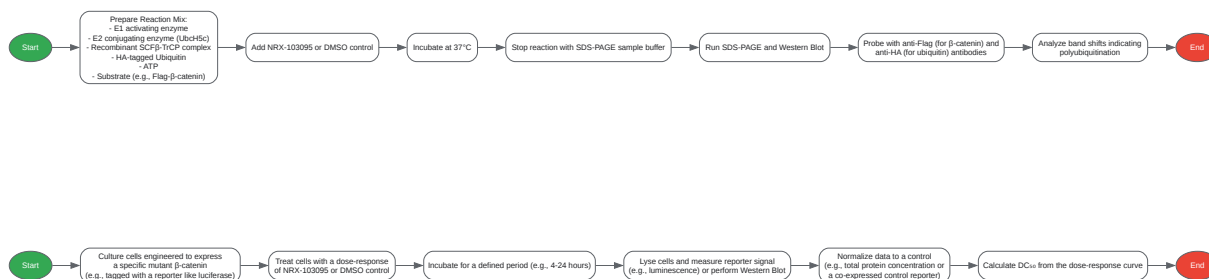 Start
Prepare Reaction Mix:
- E1 activating enzyme
- E2 conjugating enzyme (UbcH5c)
- Recombinant SCFβ-TrCP complex
- HA-tagged Ubiquitin
- ATP
- Substrate (e.g., Flag-β-catenin)
Add NRX-103095 or DMSO control
Incubate at 37°C
Stop reaction with SDS-PAGE sample buffer
Run SDS-PAGE and Western Blot
Probe with anti-Flag (for β-catenin) and
anti-HA (for ubiquitin) antibodies
Analyze band shifts indicating
polyubiquitination
End
Start
Culture cells engineered to express
a specific mutant β-catenin
(e.g., tagged with a reporter like luciferase)
Treat cells with a dose-response
of NRX-103095 or DMSO control
Incubate for a defined period (e.g., 4-24 hours)
Lyse cells and measure reporter signal
(e.g., luminescence) or perform Western Blot
Normalize data to a control
(e.g., total protein concentration or
a co-expressed control reporter)
Calculate DC₅₀ from the dose-response curve
End